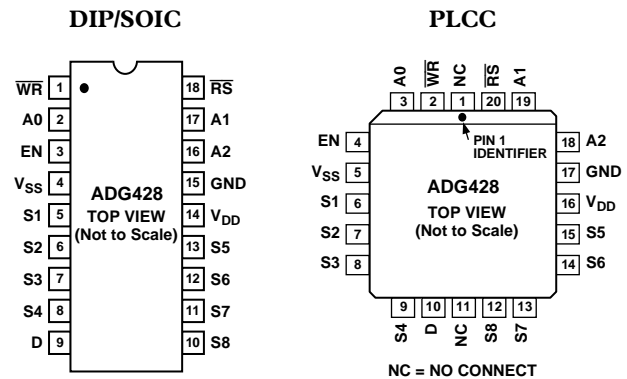 DIP/SOIC
WR 1 18 RS
A0 2 17 A1
EN 3 16 A2
VSS 4 15 GND
S1 5 14 VDD
S2 6 13 S5
S3 7 12 S6
S4 8 11 S7
D 9 10 S8
ADG428
TOP VIEW
(Not to Scale)
PLCC
A0 WR NC RS A1
3 2 1 20 19
PIN 1
IDENTIFIER
EN 4 18 A2
VSS 5 17 GND
S1 6 16 VDD
S2 7 15 S5
S3 8 14 S6
ADG428
TOP VIEW
(Not to Scale)
9 10 11 12 13
S4 D NC S8 S7
NC = NO CONNECT